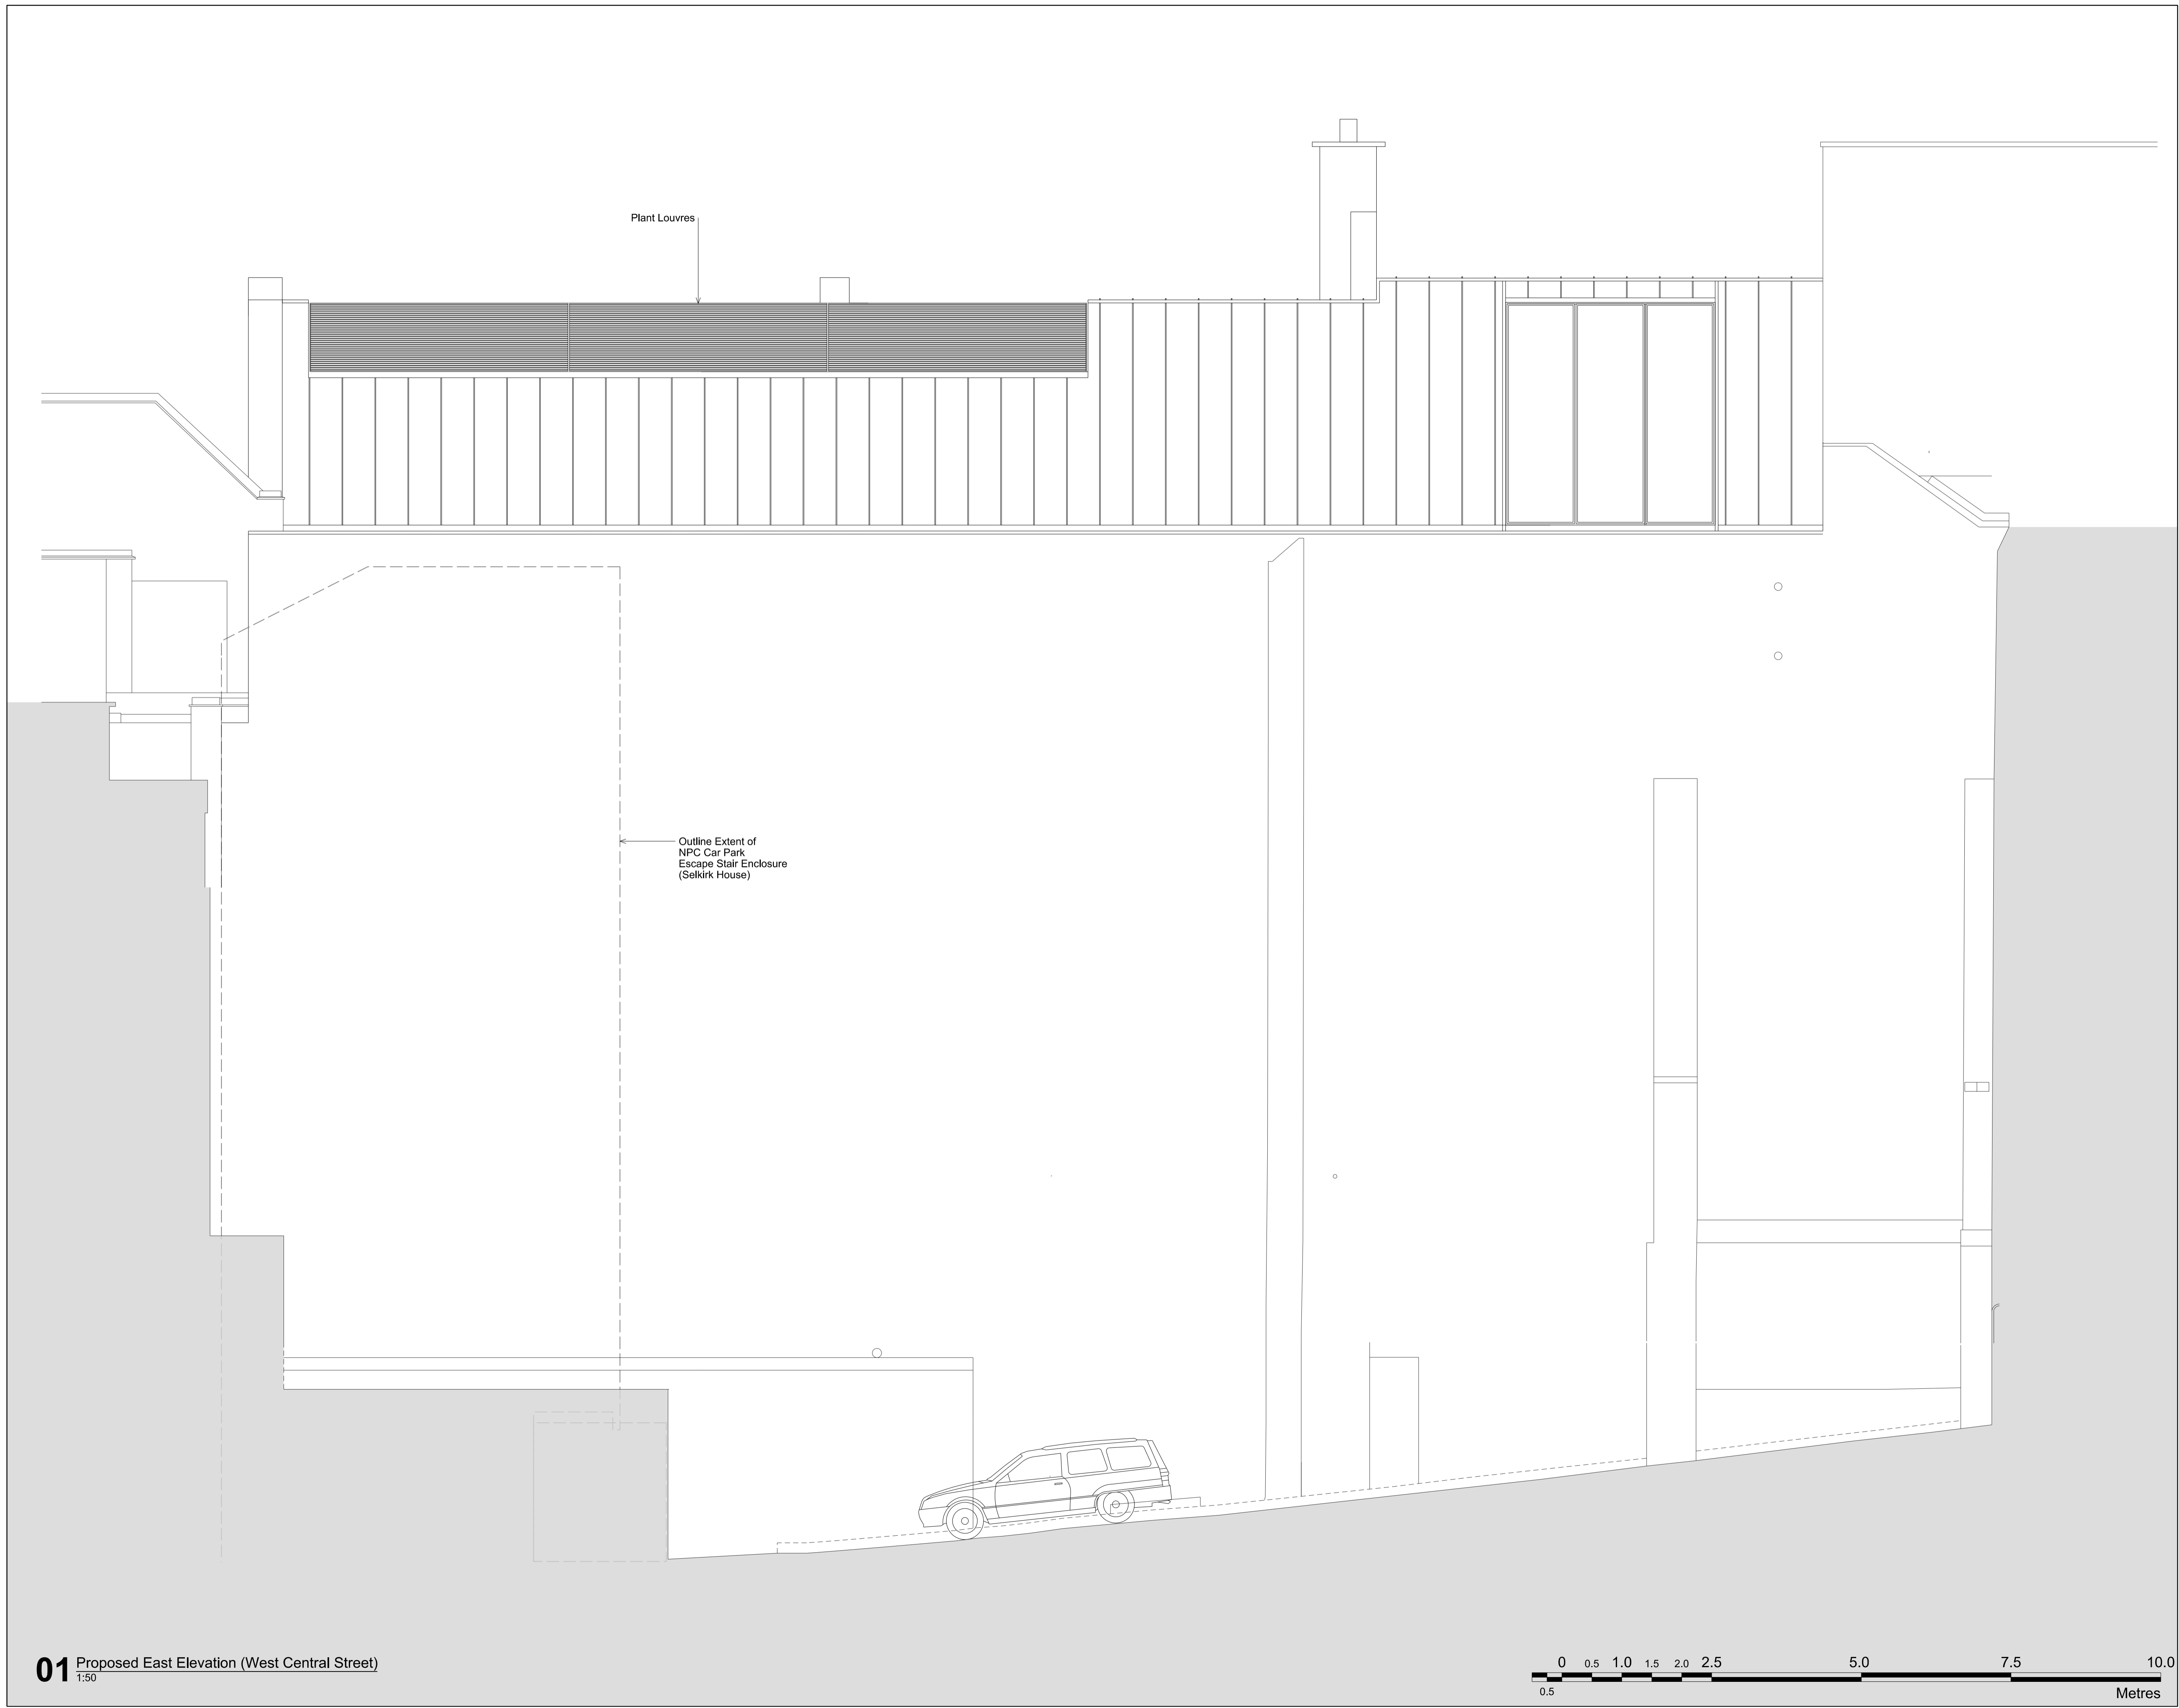 Plant Louvres
Outline Extent of
NPC Car Park
Escape Stair Enclosure
(Selkirk House)
01 Proposed East Elevation (West Central Street)
1:50
0 0.5 1.0 1.5 2.0 2.5 5.0 7.5 10.0
0.5
Metres